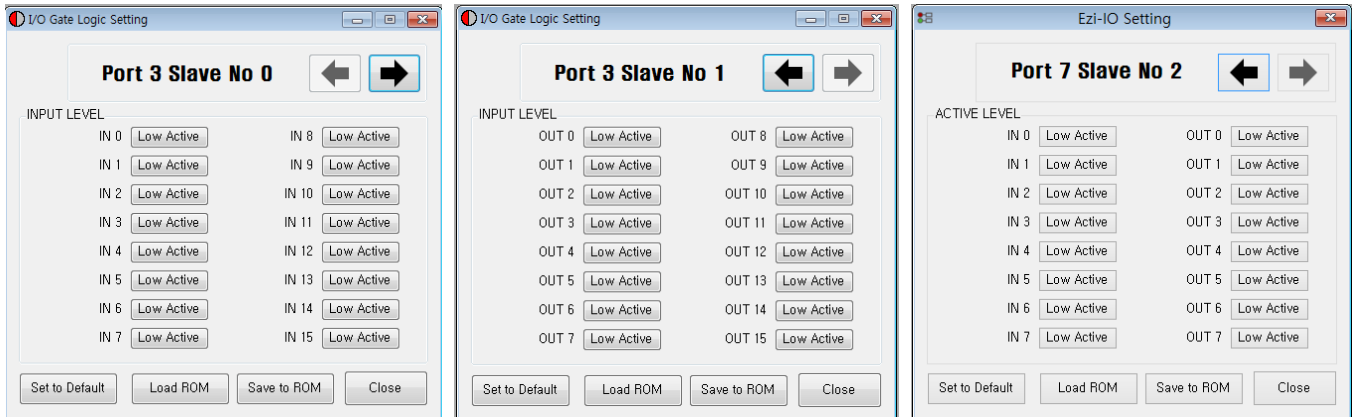 I/O Gate Logic Setting
Port 3 Slave No 0
INPUT LEVEL
IN 0 Low Active IN 8 Low Active
IN 1 Low Active IN 9 Low Active
IN 2 Low Active IN 10 Low Active
IN 3 Low Active IN 11 Low Active
IN 4 Low Active IN 12 Low Active
IN 5 Low Active IN 13 Low Active
IN 6 Low Active IN 14 Low Active
IN 7 Low Active IN 15 Low Active
Set to Default Load ROM Save to ROM Close
I/O Gate Logic Setting
Port 3 Slave No 1
INPUT LEVEL
OUT 0 Low Active OUT 8 Low Active
OUT 1 Low Active OUT 9 Low Active
OUT 2 Low Active OUT 10 Low Active
OUT 3 Low Active OUT 11 Low Active
OUT 4 Low Active OUT 12 Low Active
OUT 5 Low Active OUT 13 Low Active
OUT 6 Low Active OUT 14 Low Active
OUT 7 Low Active OUT 15 Low Active
Set to Default Load ROM Save to ROM Close
Ezi-IO Setting
Port 7 Slave No 2
ACTIVE LEVEL
IN 0 Low Active OUT 0 Low Active
IN 1 Low Active OUT 1 Low Active
IN 2 Low Active OUT 2 Low Active
IN 3 Low Active OUT 3 Low Active
IN 4 Low Active OUT 4 Low Active
IN 5 Low Active OUT 5 Low Active
IN 6 Low Active OUT 6 Low Active
IN 7 Low Active OUT 7 Low Active
Set to Default Load ROM Save to ROM Close